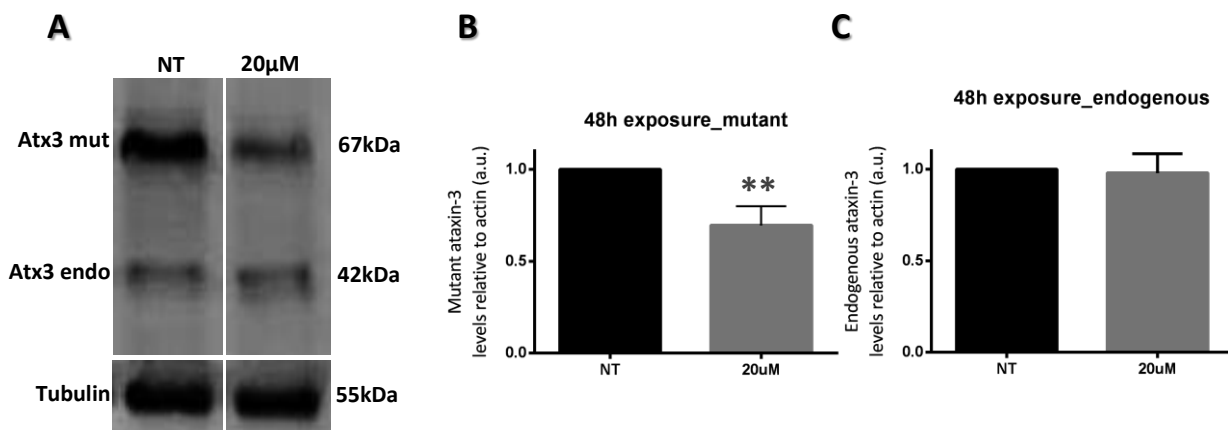 A
NT
20µM
Atx3 mut
67kDa
Atx3 endo
42kDa
Tubulin
55kDa
B
48h exposure_mutant
Mutant ataxin-3
levels relative to actin (a.u.)
1.0
0.5
0.0
**
NT
20uM
C
48h exposure_endogenous
Endogenous ataxin-3
levels relative to actin (a.u.)
1.0
0.5
0.0
NT
20uM